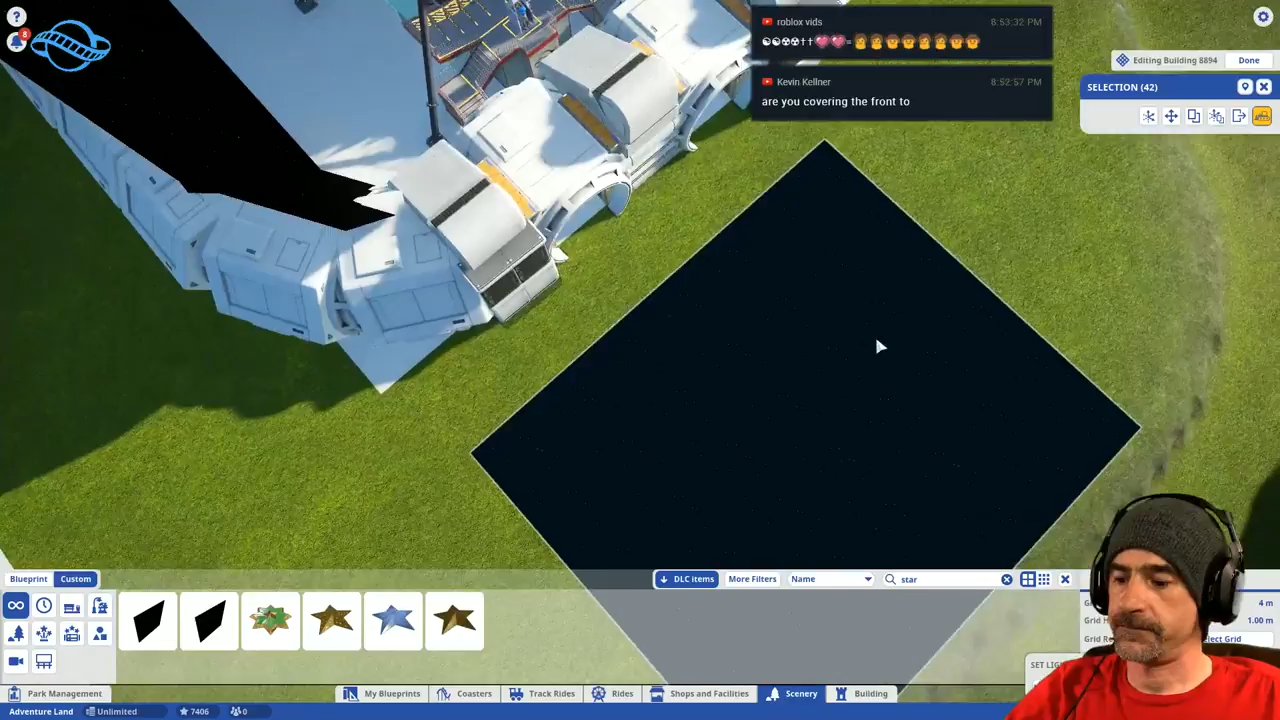 ?
8
roblox vids 8:53:32 PM
Kevin Kellner 8:52:57 PM
are you covering the front to
Editing Building 8894 Done
SELECTION (42)
Blueprint Custom
DLC items More Filters Name star
4 m
1.00 m
elect Grid
SET LIG
Park Management My Blueprints Coasters Track Rides Rides Shops and Facilities Scenery Building
Adventure Land Unlimited 7406 0